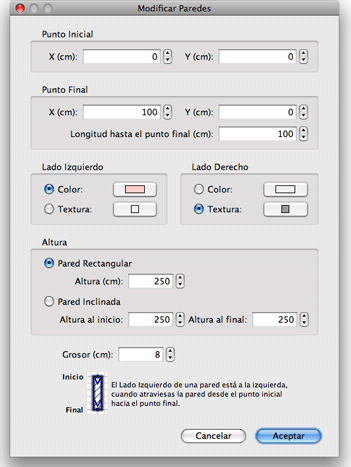 Modificar Paredes
Punto Inicial
X (cm): 0 Y (cm): 0
Punto Final
X (cm): 100 Y (cm): 0
Longitud hasta el punto final (cm): 100
Lado Izquierdo Lado Derecho
Color: Color:
Textura: Textura:
Altura
Pared Rectangular
Altura (cm): 250
Pared Inclinada
Altura al inicio: 250 Altura al final: 250
Grosor (cm): 8
Inicio
El Lado Izquierdo de una pared está a la izquierda,
cuando atraviesas la pared desde el punto inicial
hacia el punto final.
Final
Cancelar Aceptar